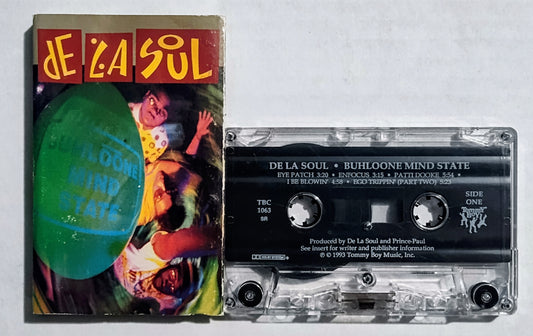 DE LA SOUL
BUHLOONE
MIND
STATE
DE LA SOUL • BUHLOONE MIND STATE
EYE PATCH 3:20 • ENFOCUS 3:15 • PATTI DOOKE 5:54 •
I BE BLOWIN' 4:58 • EGO TRIPPIN' (PART TWO) 5:23
TBC
1063
SR
SIDE
ONE
Produced by De La Soul and Prince-Paul
See insert for writer and publisher information
℗ © 1993 Tommy Boy Music, Inc.